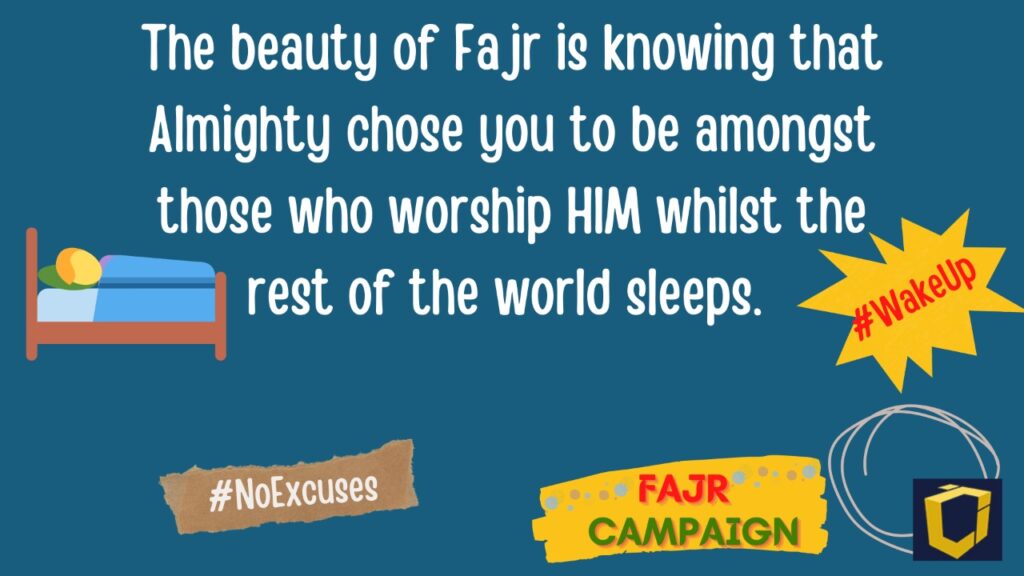 The beauty of Fajr is knowing that
Almighty chose you to be amongst
those who worship HIM whilst the
rest of the world sleeps.
#WakeUp
#NoExcuses
FAJR
CAMPAIGN